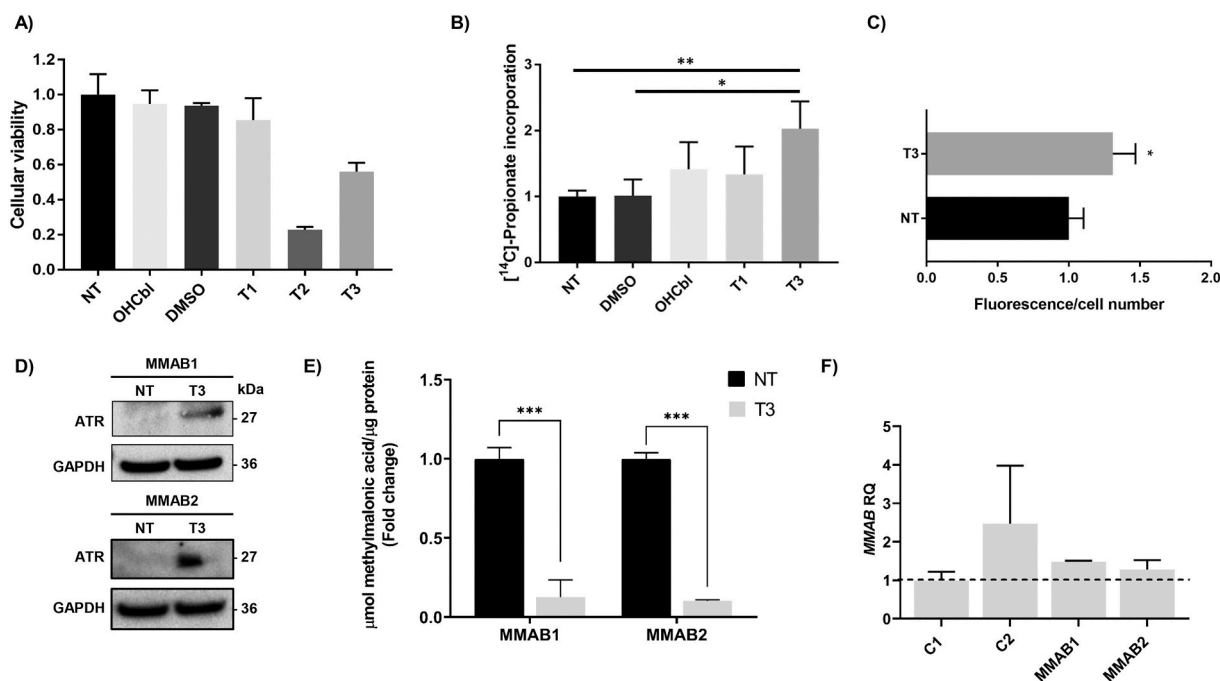 A)
Cellular viability
1.2
1.0
0.8
0.6
0.4
0.2
0.0
NT
OHCbl
DMSO
T1
T2
T3
B)
[¹⁴C]-Propionate incorporation
3
2
1
0
**
*
NT
DMSO
OHCbl
T1
T3
C)
T3
*
NT
0.0 0.5 1.0 1.5 2.0
Fluorescence/cell number
D)
MMAB1
NT T3 kDa
ATR 27
GAPDH 36
MMAB2
NT T3
ATR 27
GAPDH 36
E)
μmol methylmalonic acid/μg protein
(Fold change)
1.5
1.0
0.5
0.0
*** ***
NT
T3
MMAB1 MMAB2
F)
MMAB RQ
5
4
3
2
1
0
C1
C2
MMAB1
MMAB2